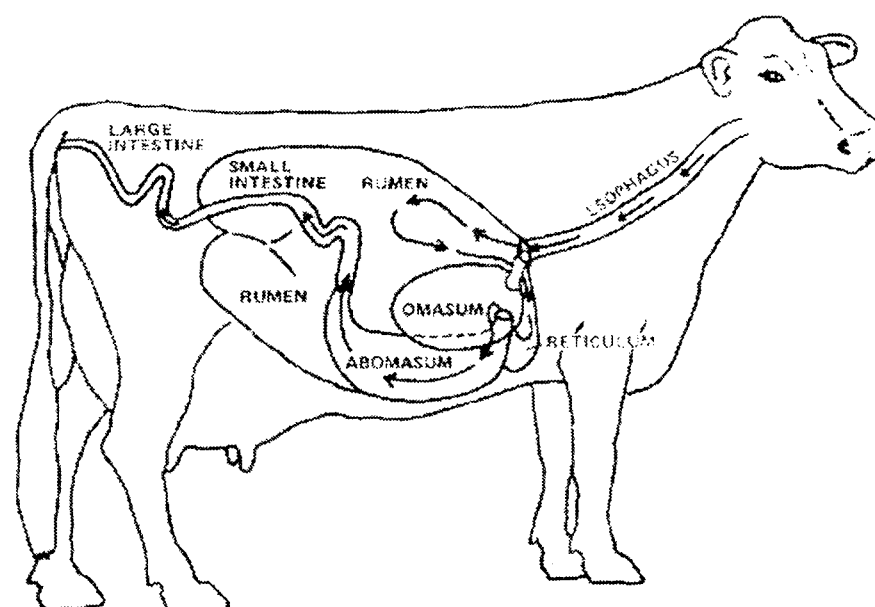 LARGE
INTESTINE
SMALL
INTESTINE
RUMEN
ESOPHAGUS
RUMEN
OMASUM
RETICULUM
ABOMASUM